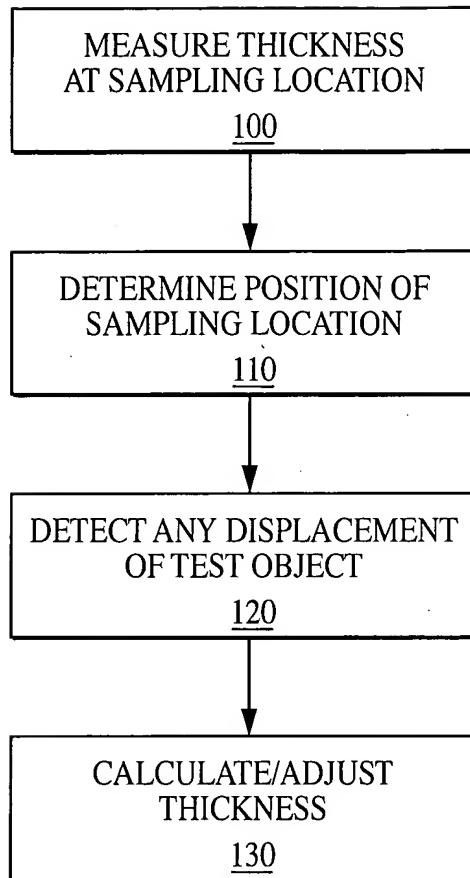 MEASURE THICKNESS
AT SAMPLING LOCATION
100
DETERMINE POSITION OF
SAMPLING LOCATION
110
DETECT ANY DISPLACEMENT
OF TEST OBJECT
120
CALCULATE/ADJUST
THICKNESS
130